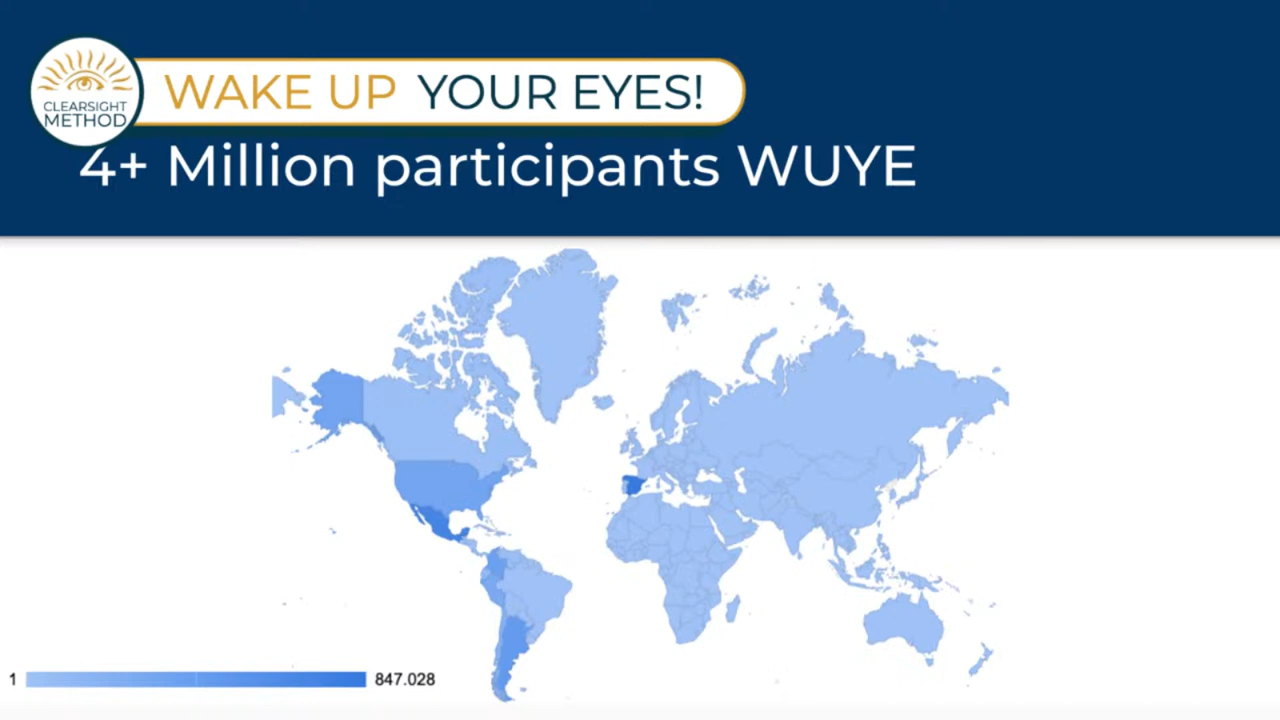 WAKE UP YOUR EYES!
CLEARSIGHT
METHOD
4+ Million participants WUYE
1
847.028